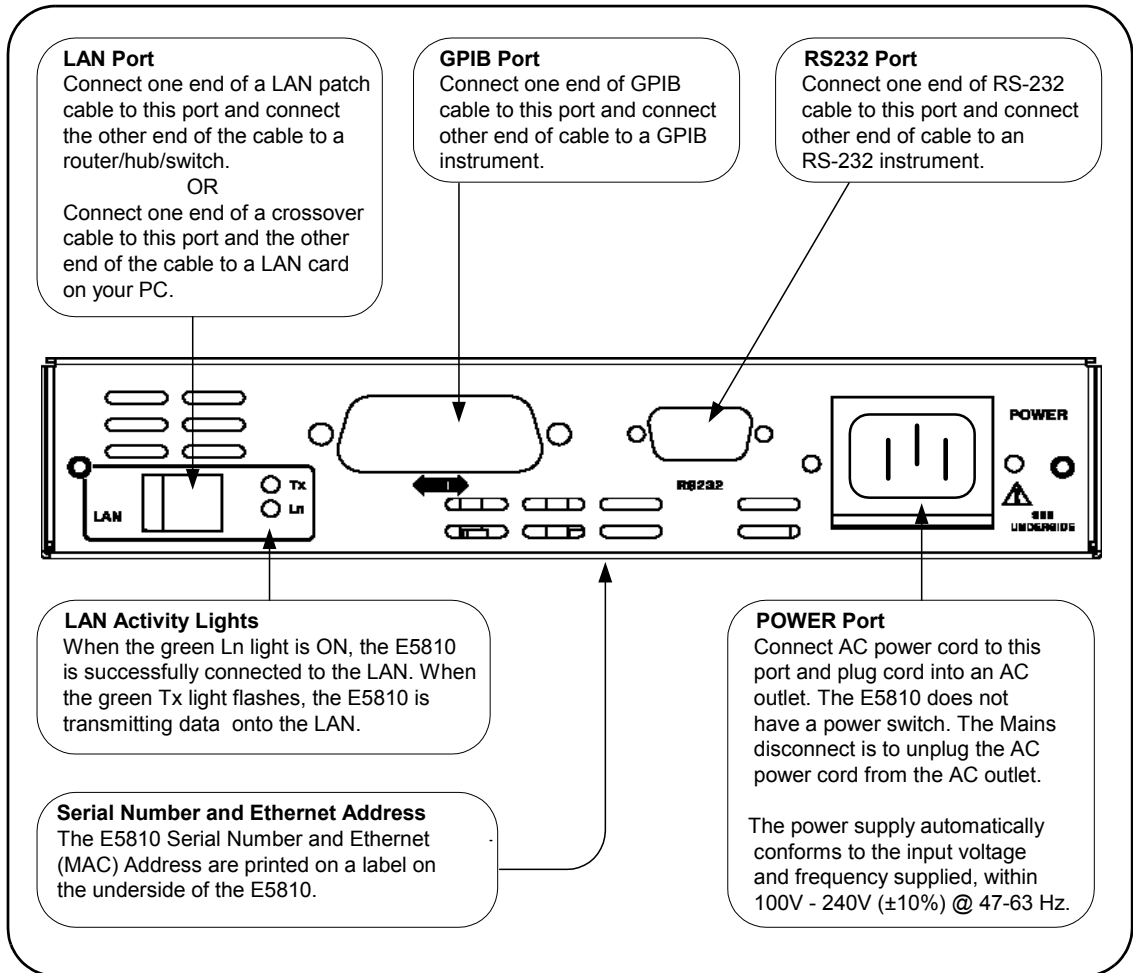 LAN Port
Connect one end of a LAN patch
cable to this port and connect
the other end of the cable to a
router/hub/switch.
OR
Connect one end of a crossover
cable to this port and the other
end of the cable to a LAN card
on your PC.
GPIB Port
Connect one end of GPIB
cable to this port and connect
other end of cable to a GPIB
instrument.
RS232 Port
Connect one end of RS-232
cable to this port and connect
other end of cable to an
RS-232 instrument.
POWER
Tx
Ln
LAN
RS232
SEE
UNDERSIDE
LAN Activity Lights
When the green Ln light is ON, the E5810
is successfully connected to the LAN. When
the green Tx light flashes, the E5810 is
transmitting data onto the LAN.
Serial Number and Ethernet Address
The E5810 Serial Number and Ethernet
(MAC) Address are printed on a label on
the underside of the E5810.
POWER Port
Connect AC power cord to this
port and plug cord into an AC
outlet. The E5810 does not
have a power switch. The Mains
disconnect is to unplug the AC
power cord from the AC outlet.
The power supply automatically
conforms to the input voltage
and frequency supplied, within
100V - 240V (±10%) @ 47-63 Hz.